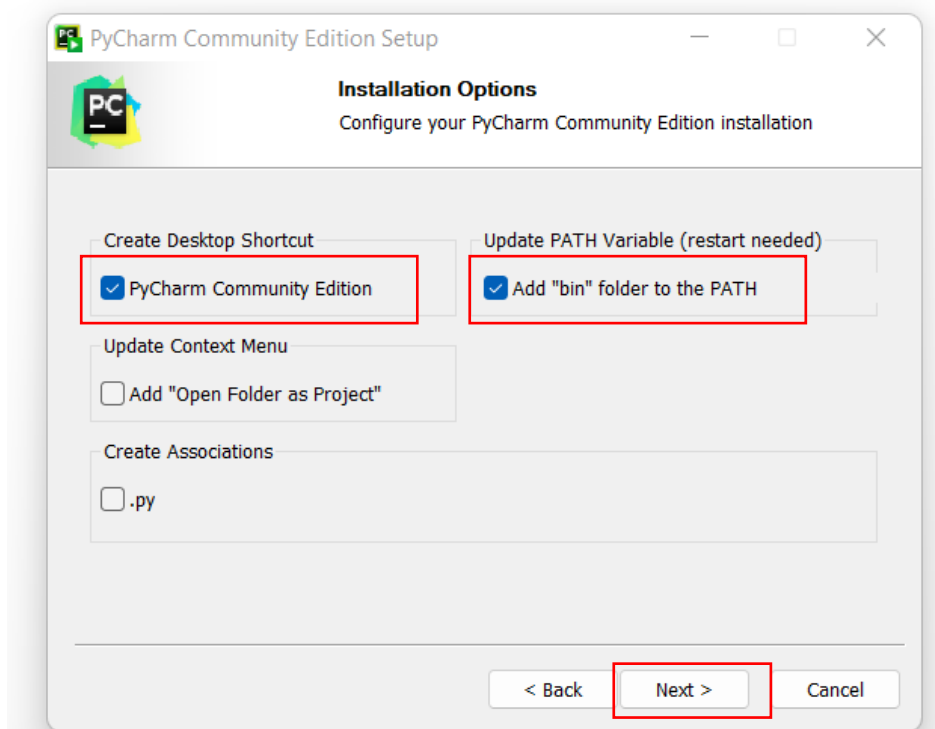 PyCharm Community Edition Setup
PC
Installation Options
Configure your PyCharm Community Edition installation
Create Desktop Shortcut
Update PATH Variable (restart needed)
PyCharm Community Edition
Add "bin" folder to the PATH
Update Context Menu
Add "Open Folder as Project"
Create Associations
.py
< Back
Next >
Cancel